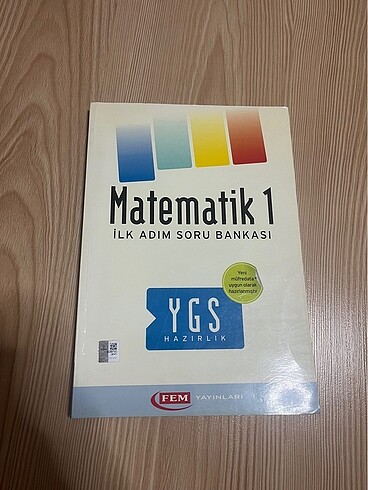 Matematik 1
İLK ADIM SORU BANKASI
Yeni
müfredata
uygun olarak
hazırlanmıştır
YGS
HAZIRLIK
FEM YAYINLARI